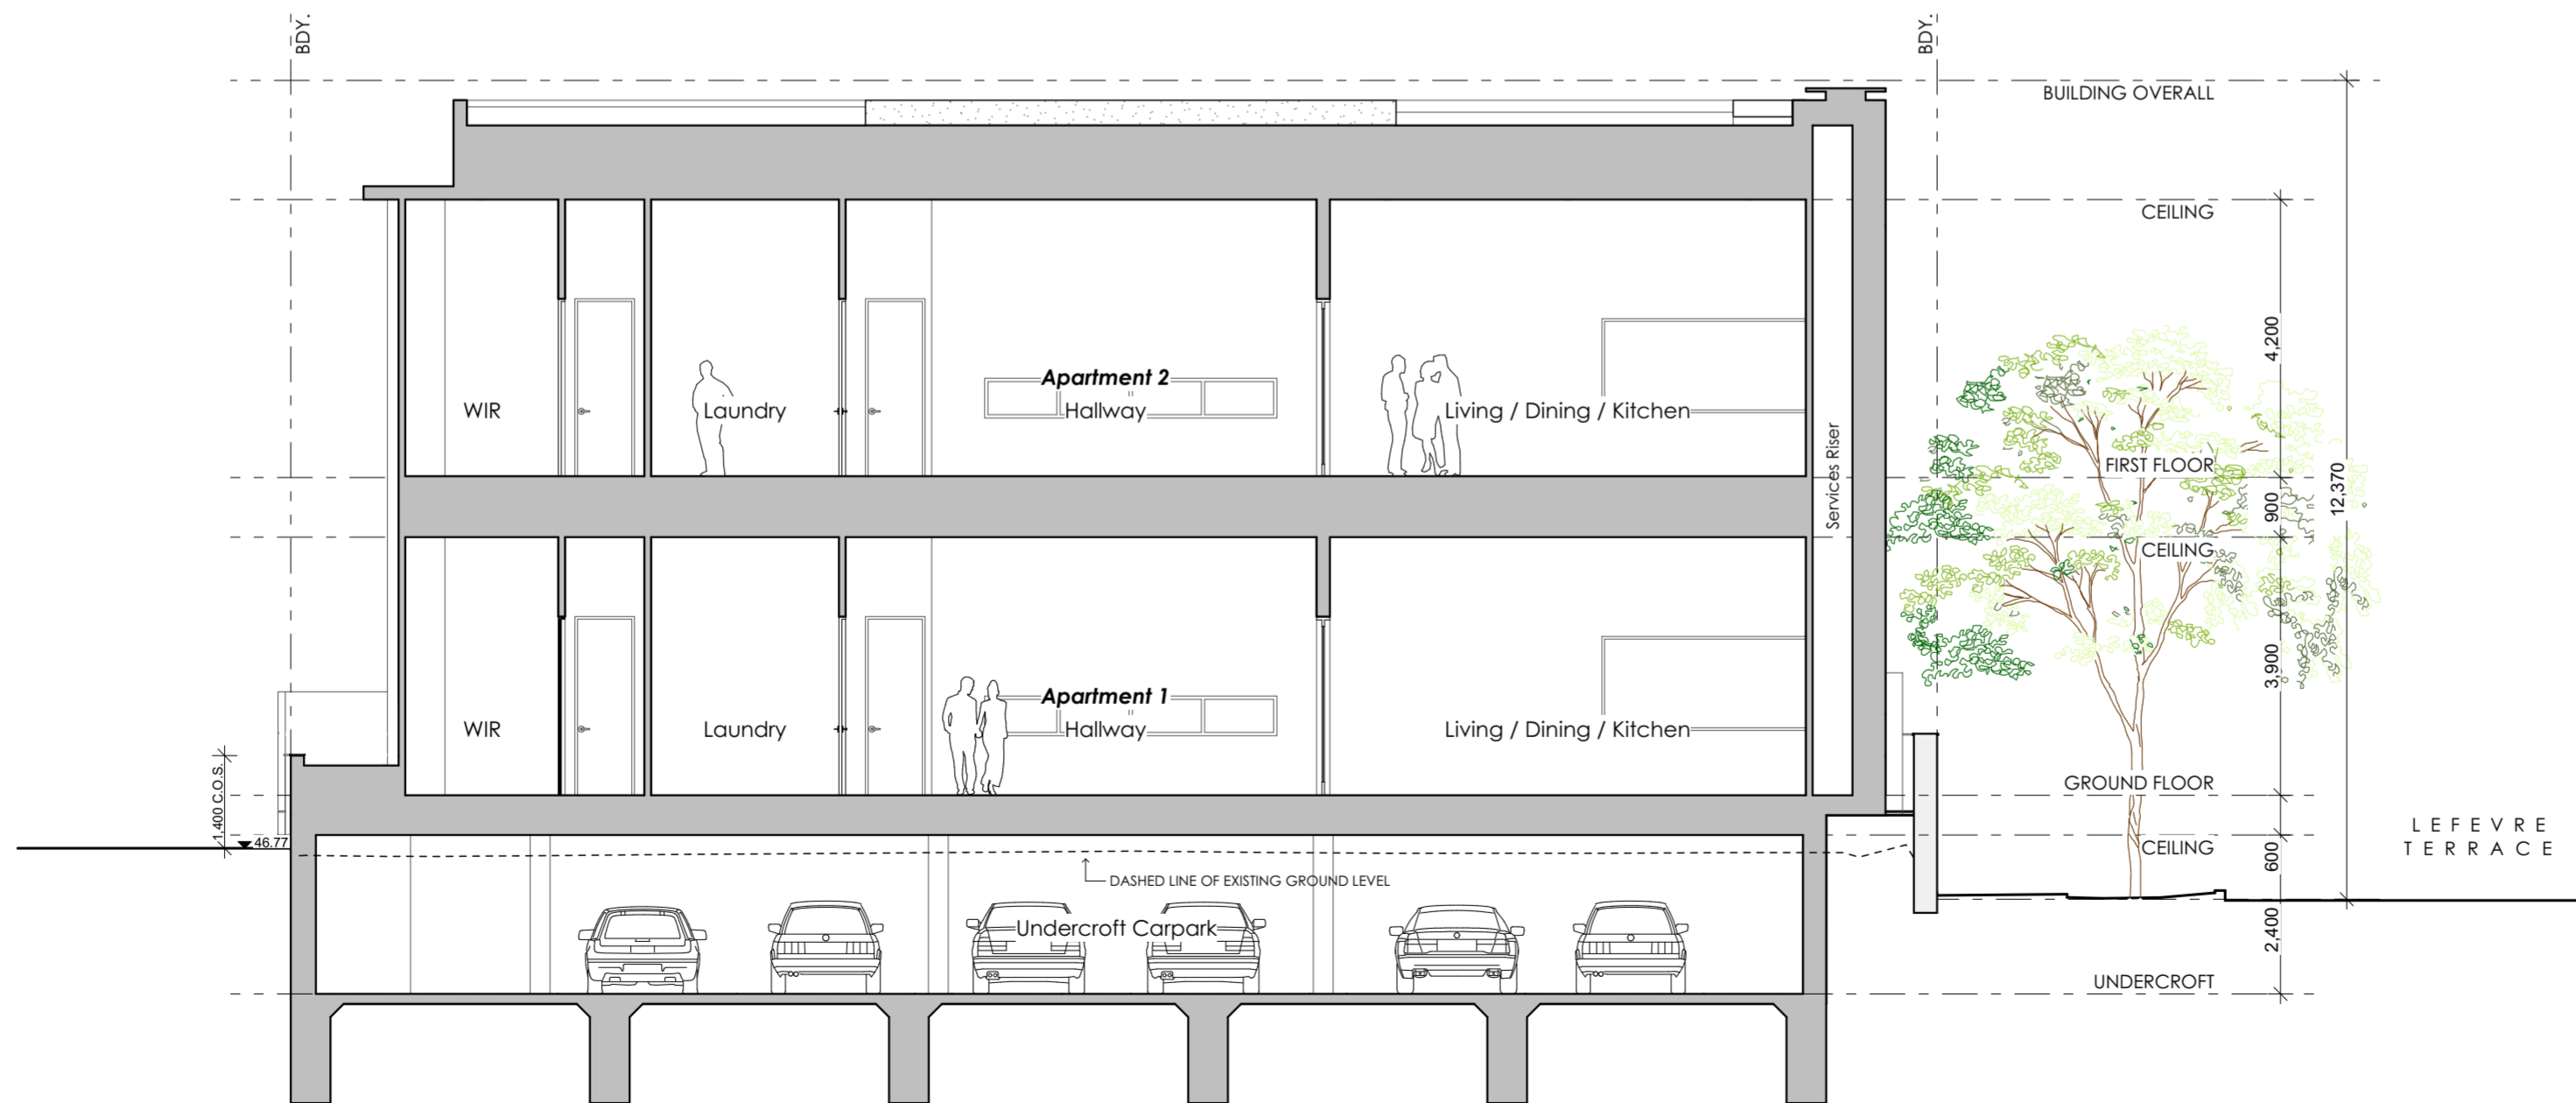 BDY.
BDY.
BUILDING OVERALL
CEILING
4,200
Apartment 2
WIR
Laundry
Hallway
Living / Dining / Kitchen
Services Riser
FIRST FLOOR
12,370
900
CEILING
3,900
Apartment 1
WIR
Laundry
Hallway
Living / Dining / Kitchen
GROUND FLOOR
1,400 C.O.S.
46.77
LEFEVRE
TERRACE
CEILING
600
DASHED LINE OF EXISTING GROUND LEVEL
Undercroft Carpark
2,400
UNDERCROFT